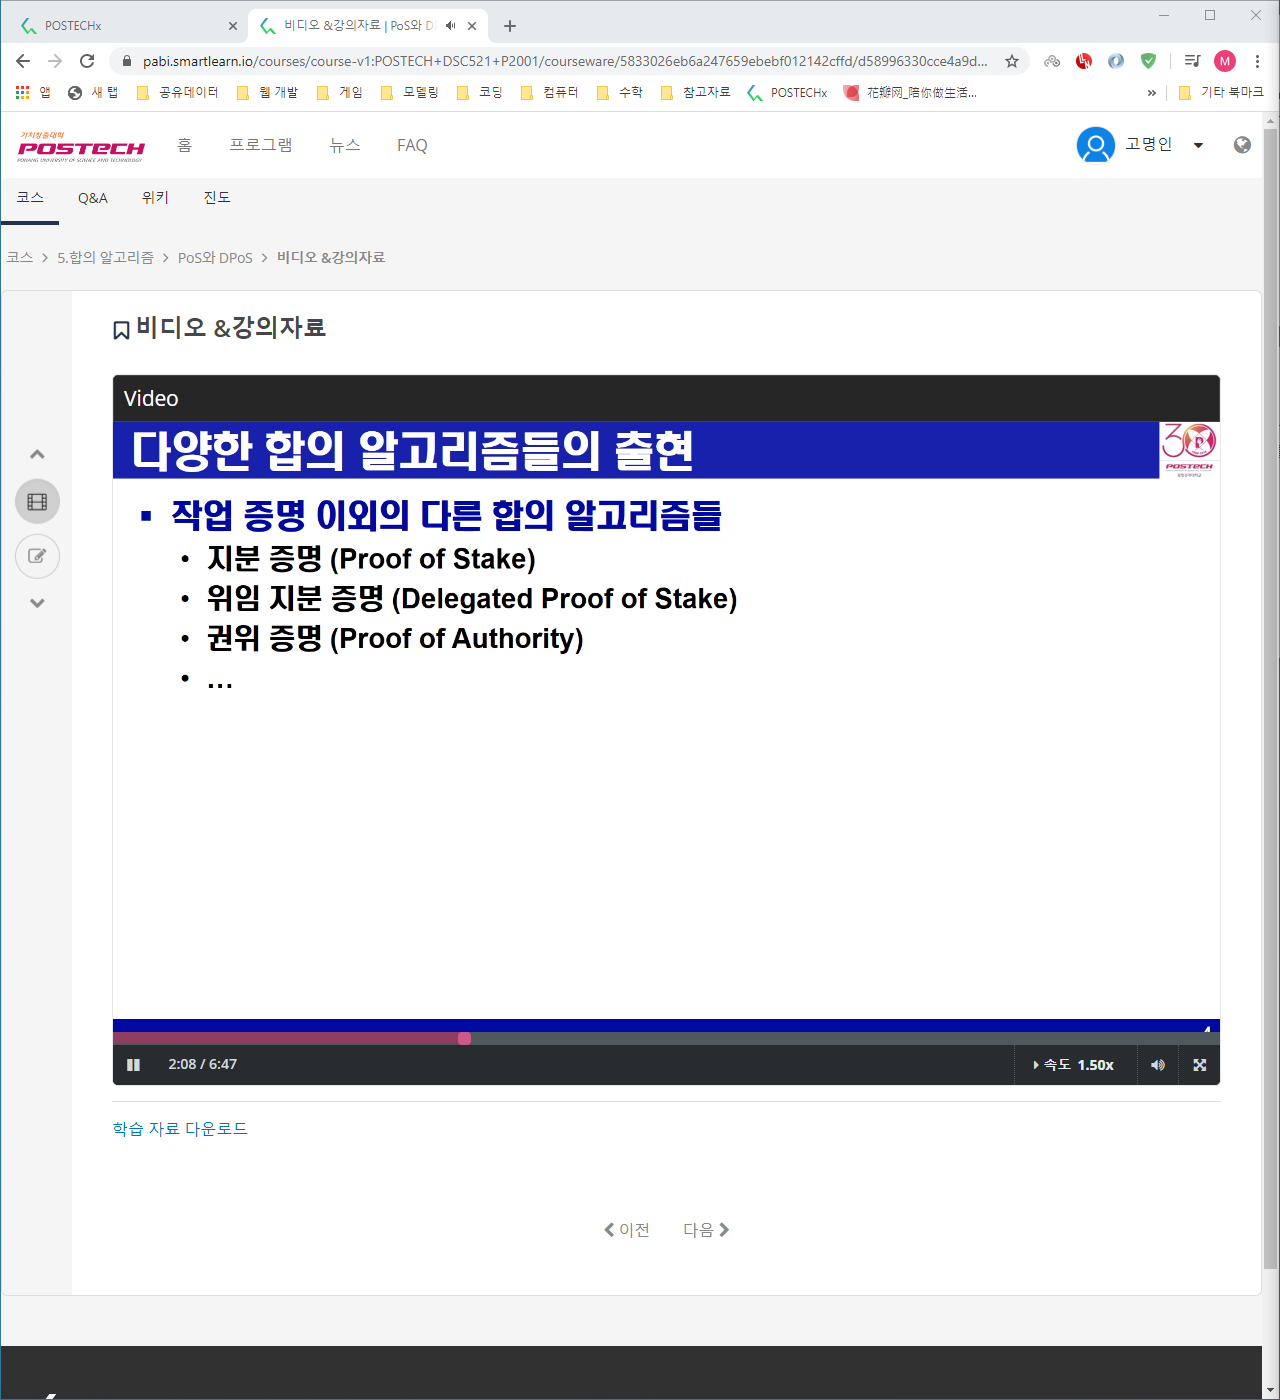 POSTECHx
비디오 &강의자료 | PoS와 D
pabi.smartlearn.io/courses/course-v1:POSTECH+DSC521+P2001/courseware/5833026eb6a247659ebebf012142cffd/d58996330cce4a9d...
M
앱 새 탭 공유데이터 웹 개발 게임 모델링 코딩 컴퓨터 수학 참고자료 POSTECHx 花瓣网_陪你做生活... » 기타 북마크
가치창출대학
POSTECH
POHANG UNIVERSITY OF SCIENCE AND TECHNOLOGY
홈 프로그램 뉴스 FAQ
고명인
코스 Q&A 위키 진도
코스 > 5.합의 알고리즘 > PoS와 DPoS > 비디오 &강의자료
비디오 &강의자료
Video
다양한 합의 알고리즘들의 출현
30
POSTECH
▪ 작업 증명 이외의 다른 합의 알고리즘들
• 지분 증명 (Proof of Stake)
• 위임 지분 증명 (Delegated Proof of Stake)
• 권위 증명 (Proof of Authority)
• ...
2:08 / 6:47
속도 1.50x
학습 자료 다운로드
이전 다음